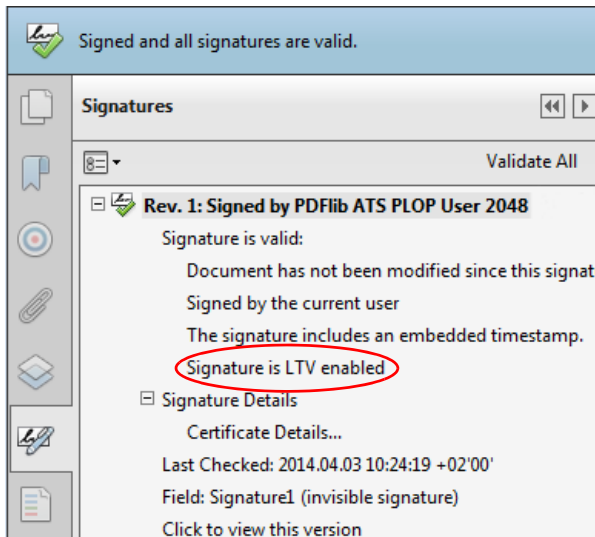 Signed and all signatures are valid.
Signatures
Validate All
Rev. 1: Signed by PDFlib ATS PLOP User 2048
Signature is valid:
Document has not been modified since this signat
Signed by the current user
The signature includes an embedded timestamp.
Signature is LTV enabled
Signature Details
Certificate Details...
Last Checked: 2014.04.03 10:24:19 +02'00'
Field: Signature1 (invisible signature)
Click to view this version